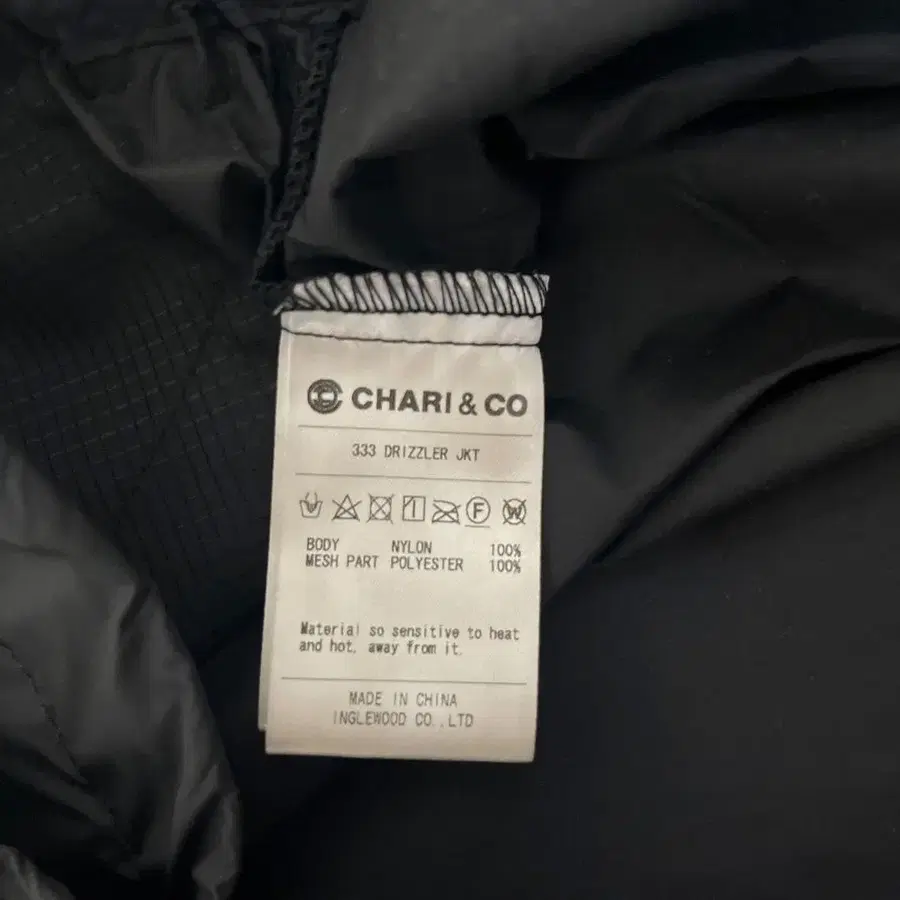 CHARI & CO
333 DRIZZLER JKT
F W
BODY NYLON 100%
MESH PART POLYESTER 100%
Material so sensitive to heat
and hot, away from it.
MADE IN CHINA
INGLEWOOD CO.,LTD